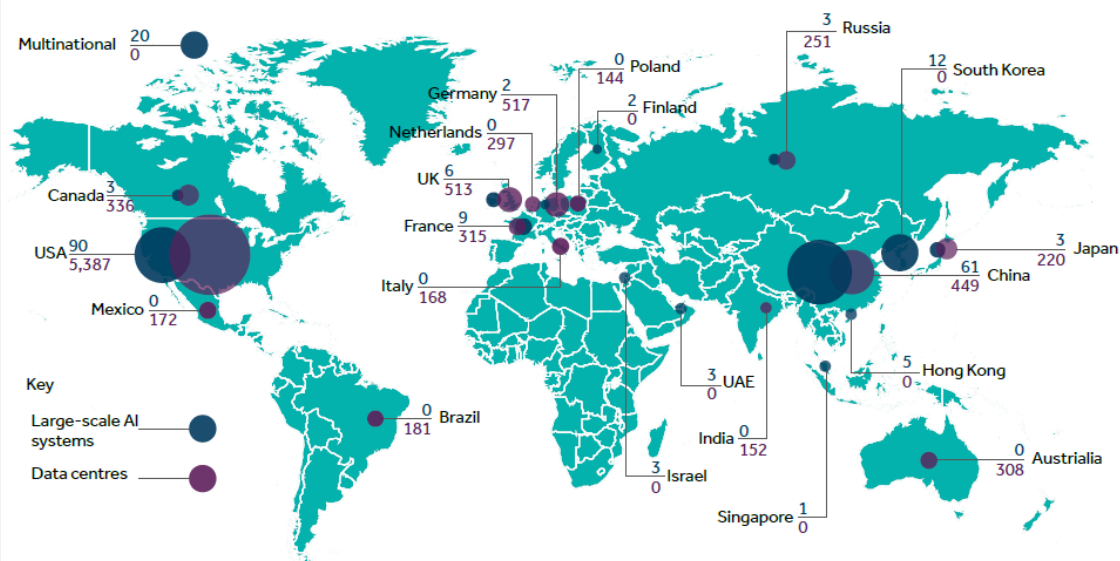 Multinational 20
0
3 Russia
251
0 Poland
144
12 South Korea
0
Germany 2
517
2 Finland
0
Netherlands 0
297
UK 6
513
Canada 3
336
France 9
315
USA 90
5,387
3 Japan
220
61 China
449
Italy 0
168
Mexico 0
172
5 Hong Kong
0
3 UAE
0
Key
Large-scale AI
systems
Data centres
0 Brazil
181
India 0
152
0 Austrialia
308
3 Israel
0
Singapore 1
0